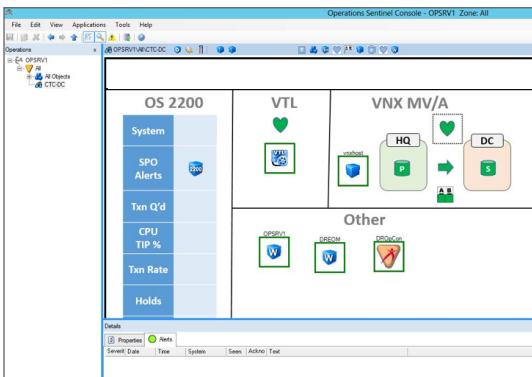 Operations Sentinel Console - OPSRV1 Zone: All
File Edit View Applications Tools Help
Operations
OPSRV1\All\CTC-DC
OPSRV1
All
All Objects
CTC-DC
OS 2200
System
SPO
Alerts
2200
Txn Q'd
CPU
TIP %
Txn Rate
Holds
VTL
VTL
VNX MV/A
vnxhost
HQ
P
DC
S
A B
Other
OPSRV1
W
DREOM
W
DROpCon
Details
Properties
Alerts
Severit Date Time System Seen Ackno Text